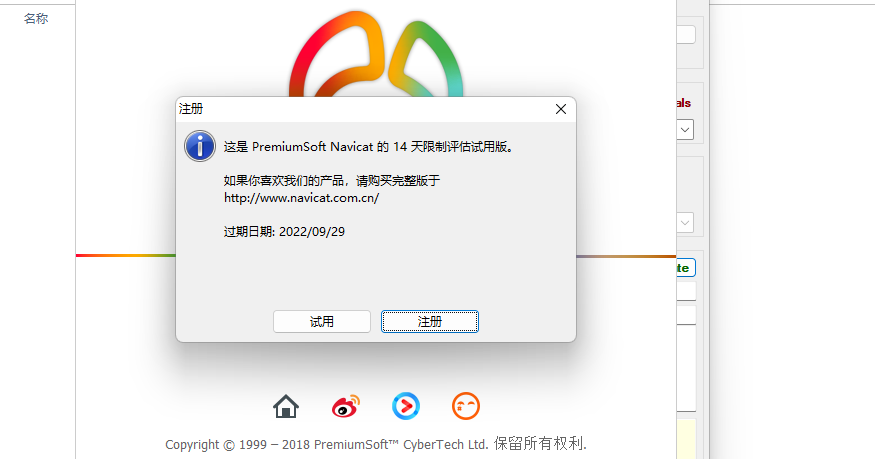 名称
als
注册
这是 PremiumSoft Navicat 的 14 天限制评估试用版。
如果你喜欢我们的产品，请购买完整版于
http://www.navicat.com.cn/
过期日期: 2022/09/29
te
试用
注册
Copyright © 1999 – 2018 PremiumSoft™ CyberTech Ltd. 保留所有权利.